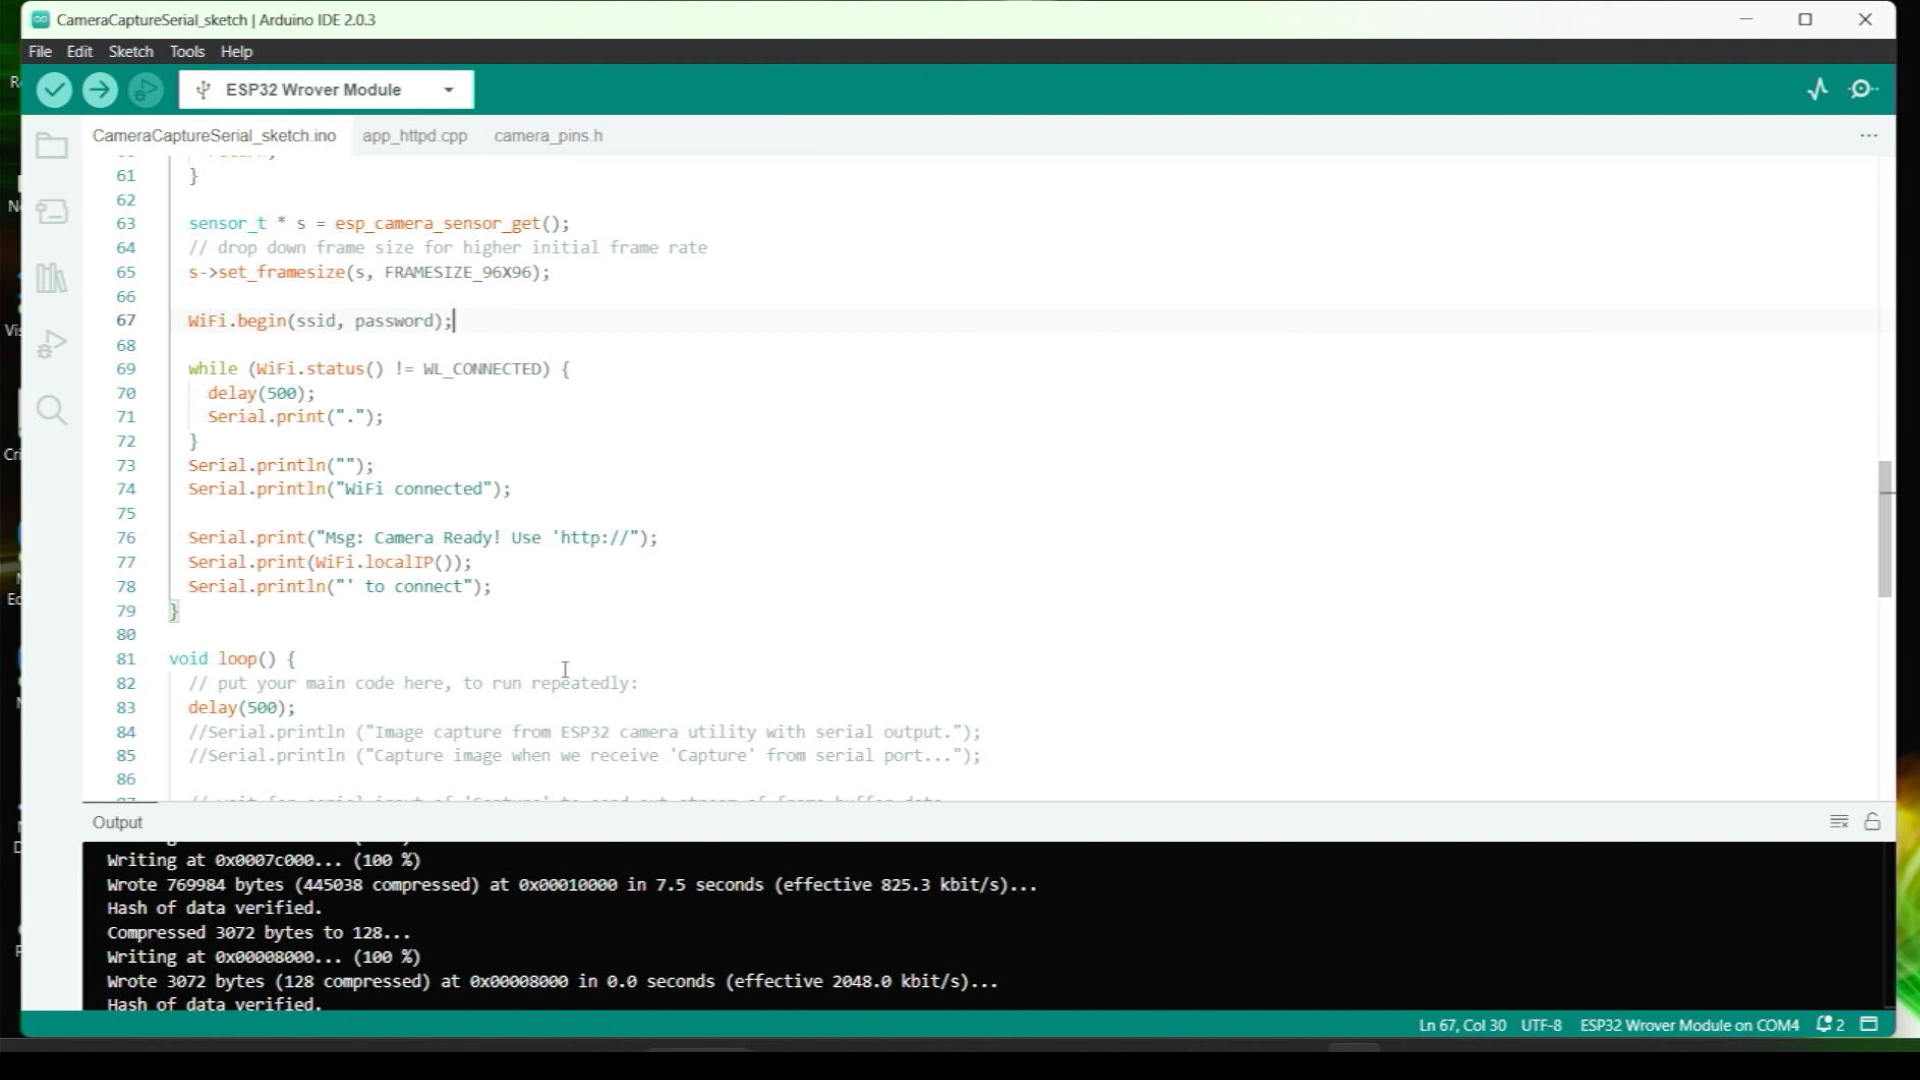 CameraCaptureSerial_sketch | Arduino IDE 2.0.3
File Edit Sketch Tools Help
ESP32 Wrover Module
CameraCaptureSerial_sketch.ino app_httpd.cpp camera_pins.h
61 }
62
63 sensor_t * s = esp_camera_sensor_get();
64 // drop down frame size for higher initial frame rate
65 s->set_framesize(s, FRAMESIZE_96X96);
66
67 WiFi.begin(ssid, password);
68
69 while (WiFi.status() != WL_CONNECTED) {
70 delay(500);
71 Serial.print(".");
72 }
73 Serial.println("");
74 Serial.println("WiFi connected");
75
76 Serial.print("Msg: Camera Ready! Use 'http://");
77 Serial.print(WiFi.localIP());
78 Serial.println("' to connect");
79 }
80
81 void loop() {
82 // put your main code here, to run repeatedly:
83 delay(500);
84 //Serial.println ("Image capture from ESP32 camera utility with serial output.");
85 //Serial.println ("Capture image when we receive 'Capture' from serial port...");
86
Output
Writing at 0x0007c000... (100 %)
Wrote 769984 bytes (445038 compressed) at 0x00010000 in 7.5 seconds (effective 825.3 kbit/s)...
Hash of data verified.
Compressed 3072 bytes to 128...
Writing at 0x00008000... (100 %)
Wrote 3072 bytes (128 compressed) at 0x00008000 in 0.0 seconds (effective 2048.0 kbit/s)...
Hash of data verified.
Ln 67, Col 30 UTF-8 ESP32 Wrover Module on COM4 2